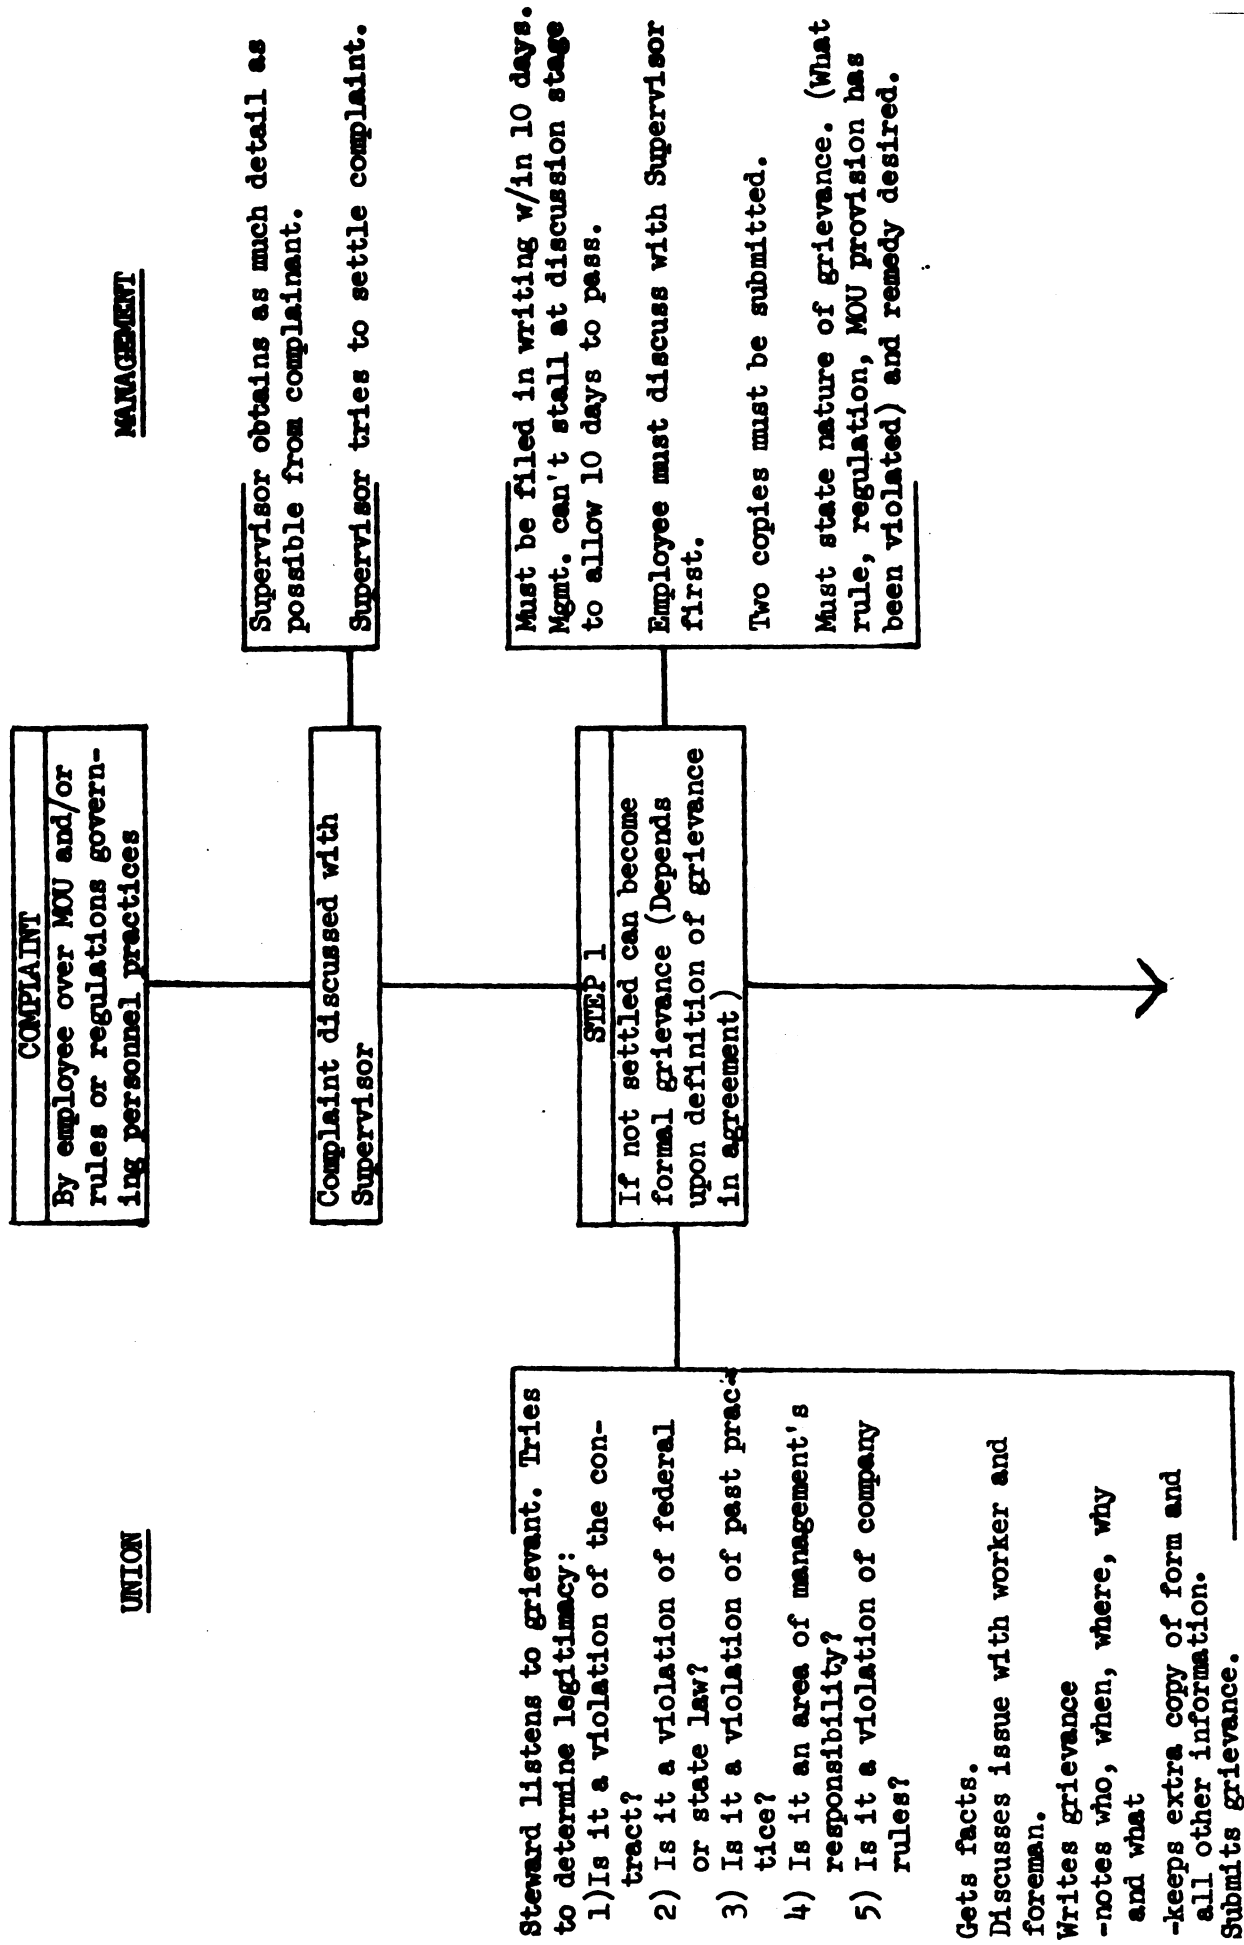 UNION
MANAGEMENT
COMPLAINT
By employee over MOU and/or
rules or regulations govern-
ing personnel practices
Complaint discussed with
Supervisor
Supervisor obtains as much detail as
possible from complainant.
Supervisor tries to settle complaint.
STEP 1
If not settled can become
formal grievance (Depends
upon definition of grievance
in agreement)
Steward listens to grievant. Tries
to determine legitimacy:
1)Is it a violation of the con-
tract?
2) Is it a violation of federal
or state law?
3) Is it a violation of past prac-
tice?
4) Is it an area of management's
responsibility?
5) Is it a violation of company
rules?
Gets facts.
Discusses issue with worker and
foreman.
Writes grievance
-notes who, when, where, why
and what
-keeps extra copy of form and
all other information.
Submits grievance.
Must be filed in writing w/in 10 days.
Mgmt. can't stall at discussion stage
to allow 10 days to pass.
Employee must discuss with Supervisor
first.
Two copies must be submitted.
Must state nature of grievance. (What
rule, regulation, MOU provision has
been violated) and remedy desired.